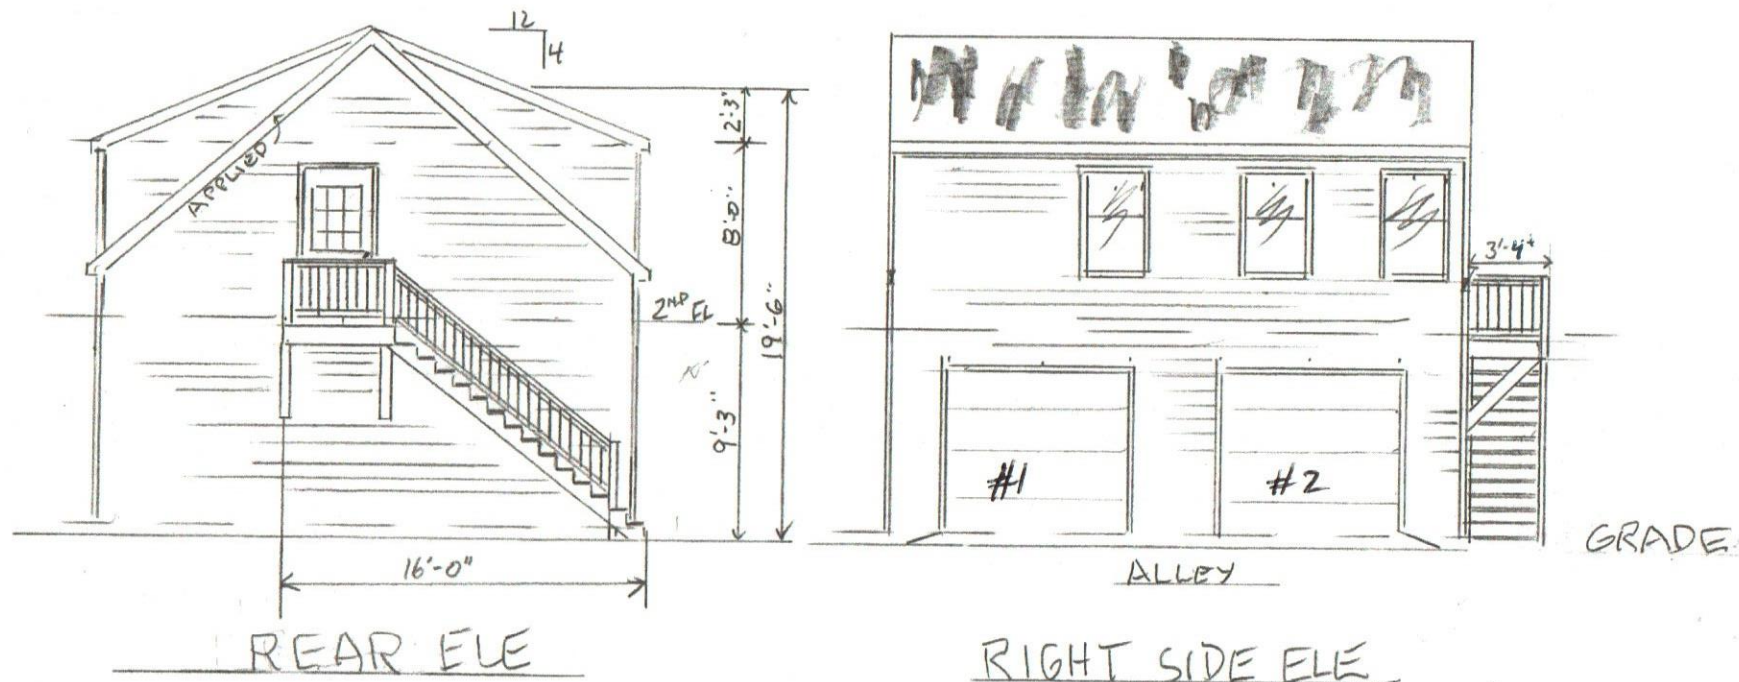 12
4
APPLIED
2'-3"
8'-0"
2ND FL
19'-6"
9'-3"
16'-0"
REAR ELE
3'-4"
#1
#2
GRADE
ALLEY
RIGHT SIDE ELE